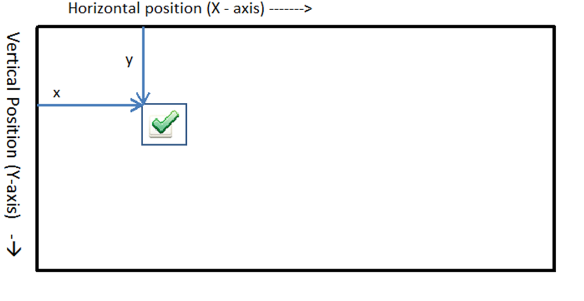 Horizontal position (X - axis) ------->
y
x
Vertical Position (Y-axis) -→